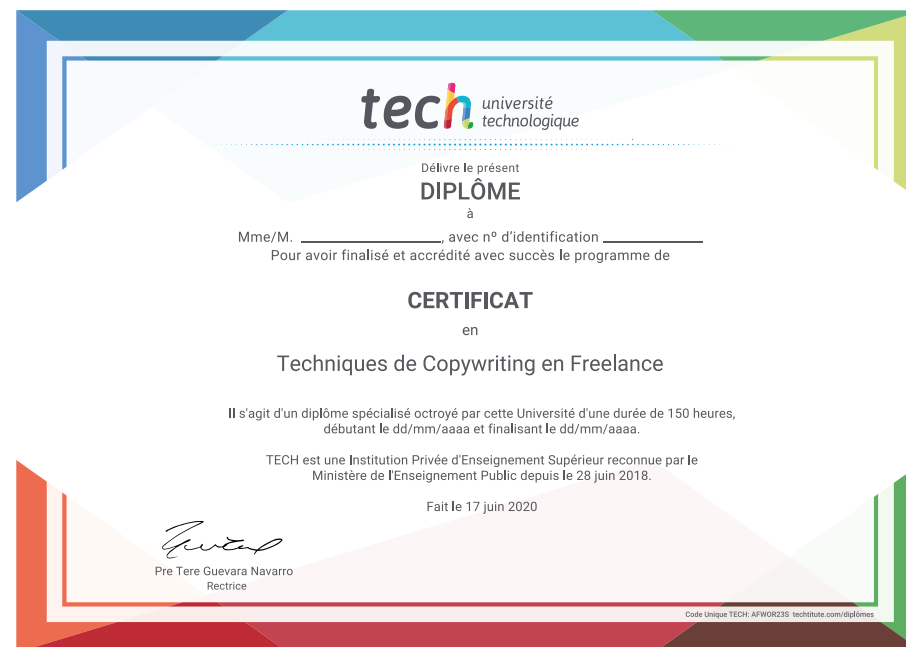 tech université
technologique
Délivre le présent
DIPLÔME
à
Mme/M. ____________________, avec nº d'identification ______________
Pour avoir finalisé et accrédité avec succès le programme de
CERTIFICAT
en
Techniques de Copywriting en Freelance
Il s'agit d'un diplôme spécialisé octroyé par cette Université d'une durée de 150 heures,
débutant le dd/mm/aaaa et finalisant le dd/mm/aaaa.
TECH est une Institution Privée d'Enseignement Supérieur reconnue par le
Ministère de l'Enseignement Public depuis le 28 juin 2018.
Fait le 17 juin 2020
Pre Tere Guevara Navarro
Rectrice
Code Unique TECH: AFWOR23S techtitute.com/diplômes